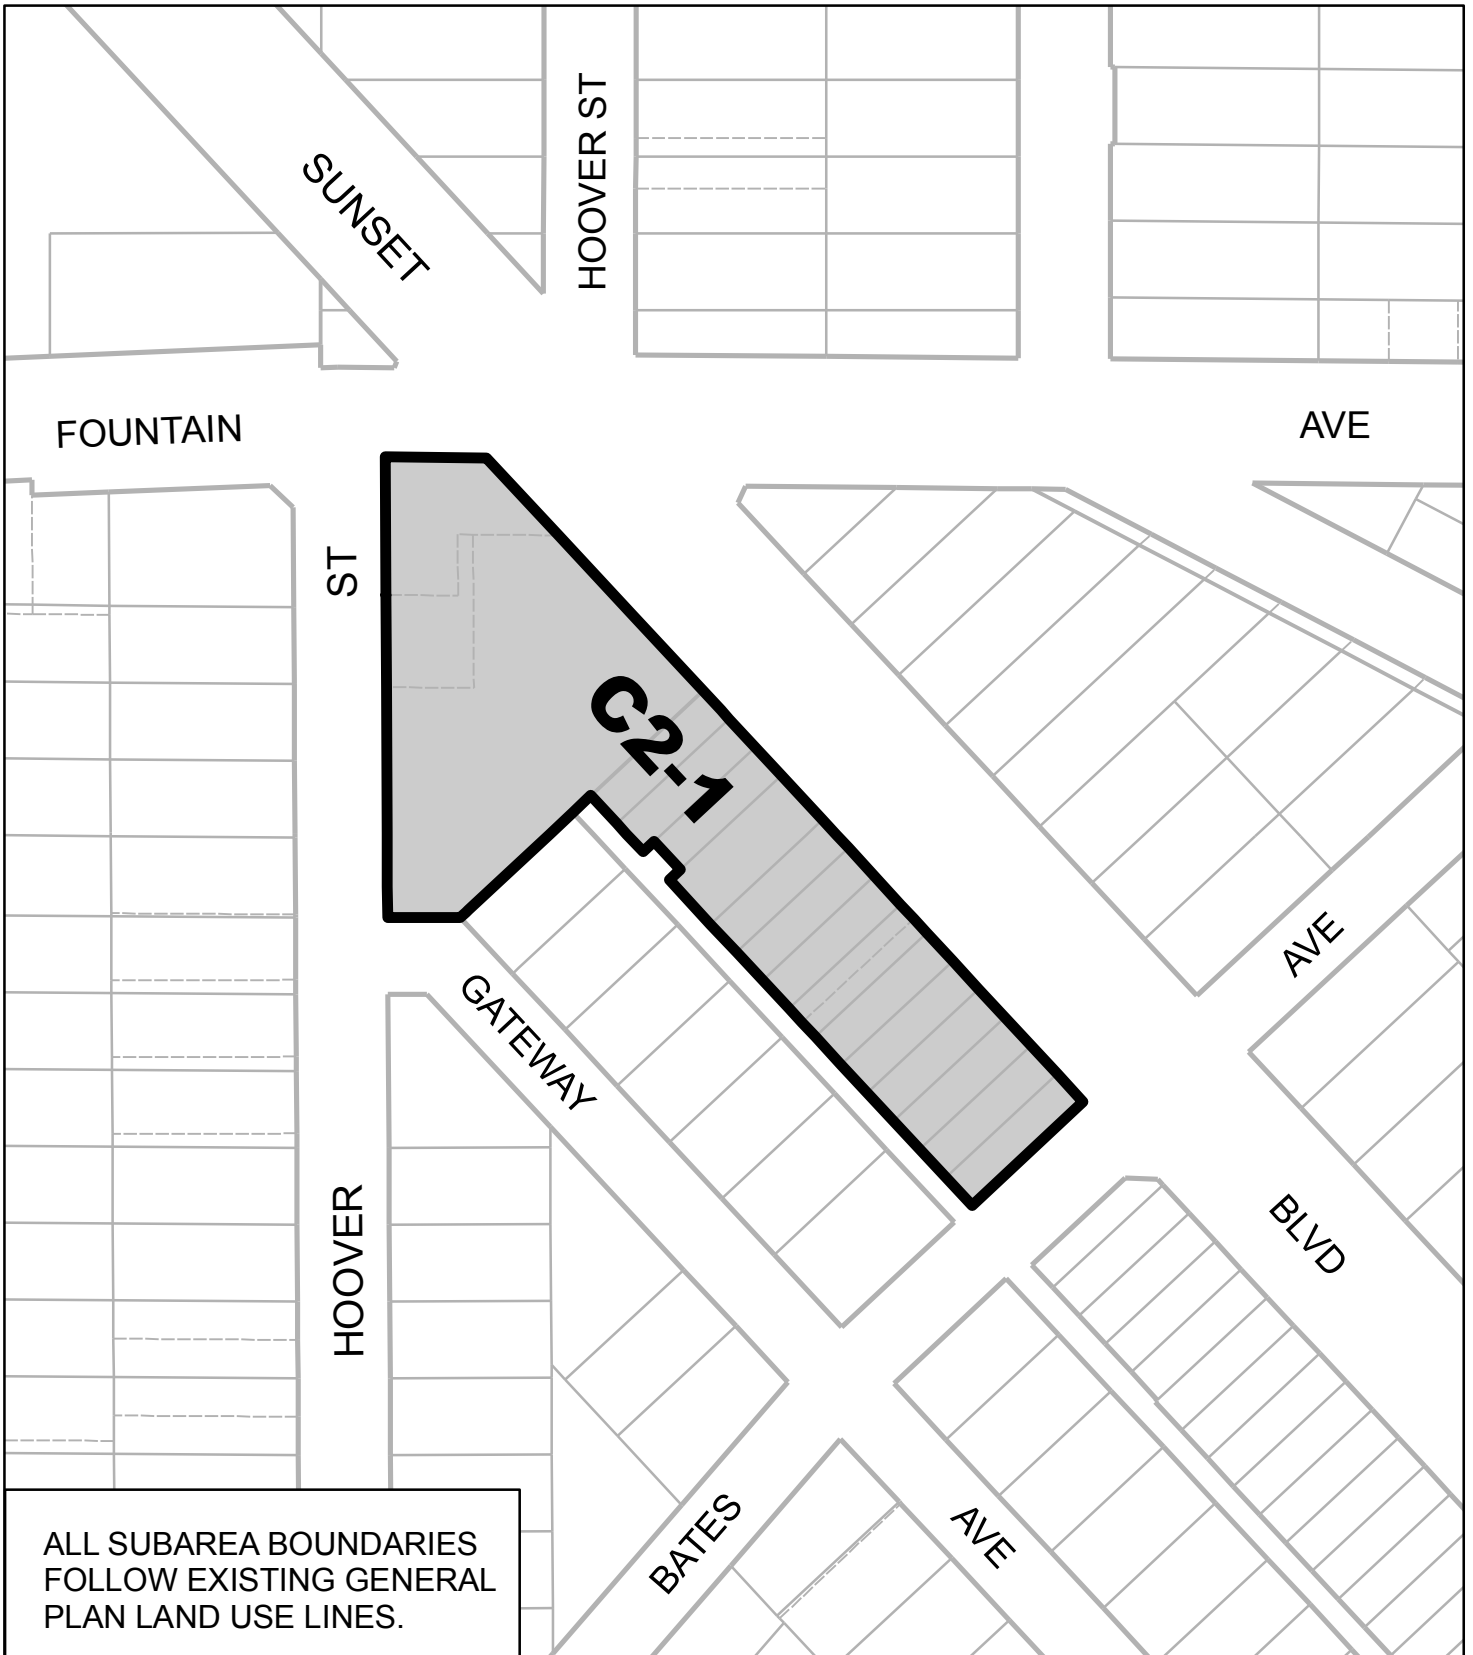 HOOVER ST
SUNSET
FOUNTAIN
AVE
ST
C2-1
AVE
GATEWAY
HOOVER
BLVD
BATES
AVE
ALL SUBAREA BOUNDARIES
FOLLOW EXISTING GENERAL
PLAN LAND USE LINES.